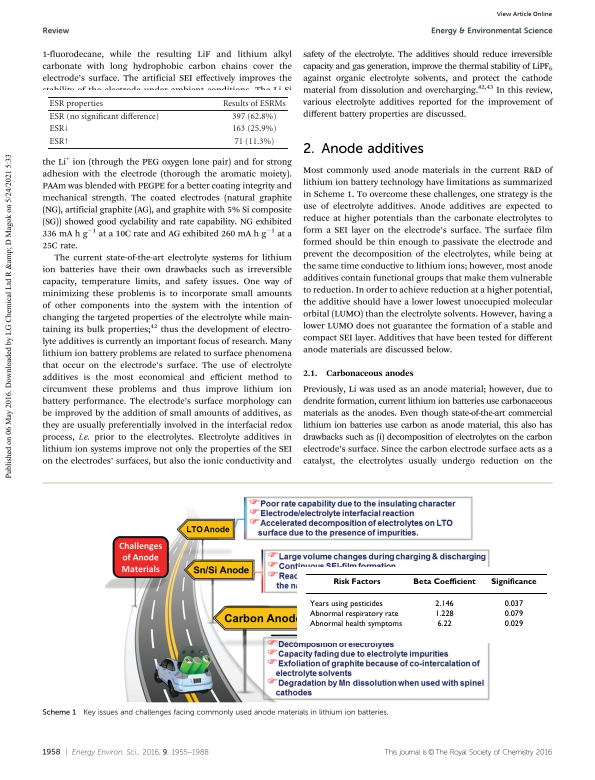 View Article Online
Review
Energy & Environmental Science
1-fluorodecane, while the resulting LiF and lithium alkyl
carbonate with long hydrophobic carbon chains cover the
electrode's surface. The artificial SEI effectively improves the
stability of the electrode under ambient conditions. The Li-Si
ESR properties Results of ESRMs
ESR (no significant difference) 397 (62.8%)
ESR↓ 163 (25.9%)
ESR↑ 71 (11.3%)
the Li⁺ ion (through the PEG oxygen lone pair) and for strong
adhesion with the electrode (thorough the aromatic moiety).
PAAm was blended with PEGPE for a better coating integrity and
mechanical strength. The coated electrodes (natural graphite
(NG), artificial graphite (AG), and graphite with 5% Si composite
(SG)) showed good cyclability and rate capability. NG exhibited
336 mA h g⁻¹ at a 10C rate and AG exhibited 260 mA h g⁻¹ at a
25C rate.
The current state-of-the-art electrolyte systems for lithium
ion batteries have their own drawbacks such as irreversible
capacity, temperature limits, and safety issues. One way of
minimizing these problems is to incorporate small amounts
of other components into the system with the intention of
changing the targeted properties of the electrolyte while main-
taining its bulk properties;⁴² thus the development of electro-
lyte additives is currently an important focus of research. Many
lithium ion battery problems are related to surface phenomena
that occur on the electrode's surface. The use of electrolyte
additives is the most economical and efficient method to
circumvent these problems and thus improve lithium ion
battery performance. The electrode's surface morphology can
be improved by the addition of small amounts of additives, as
they are usually preferentially involved in the interfacial redox
process, i.e. prior to the electrolytes. Electrolyte additives in
lithium ion systems improve not only the properties of the SEI
on the electrodes' surfaces, but also the ionic conductivity and
safety of the electrolyte. The additives should reduce irreversible
capacity and gas generation, improve the thermal stability of LiPF₆
against organic electrolyte solvents, and protect the cathode
material from dissolution and overcharging.⁴²,⁴³ In this review,
various electrolyte additives reported for the improvement of
different battery properties are discussed.
2. Anode additives
Most commonly used anode materials in the current R&D of
lithium ion battery technology have limitations as summarized
in Scheme 1. To overcome these challenges, one strategy is the
use of electrolyte additives. Anode additives are expected to
reduce at higher potentials than the carbonate electrolytes to
form a SEI layer on the electrode's surface. The surface film
formed should be thin enough to passivate the electrode and
prevent the decomposition of the electrolytes, while being at
the same time conductive to lithium ions; however, most anode
additives contain functional groups that make them vulnerable
to reduction. In order to achieve reduction at a higher potential,
the additive should have a lower lowest unoccupied molecular
orbital (LUMO) than the electrolyte solvents. However, having a
lower LUMO does not guarantee the formation of a stable and
compact SEI layer. Additives that have been tested for different
anode materials are discussed below.
2.1. Carbonaceous anodes
Previously, Li was used as an anode material; however, due to
dendrite formation, current lithium ion batteries use carbonaceous
materials as the anodes. Even though state-of-the-art commercial
lithium ion batteries use carbon as anode material, this also has
drawbacks such as (i) decomposition of electrolytes on the carbon
electrode's surface. Since the carbon electrode surface acts as a
catalyst, the electrolytes usually undergo reduction on the
Published on 06 May 2016. Downloaded by LG Chemical Ltd R &amp; D Magok on 5/24/2021 5:33
Challenges
of Anode
Materials
LTO Anode
Poor rate capability due to the insulating character
Electrode/electrolyte interfacial reaction
Accelerated decomposition of electrolytes on LTO
surface due to the presence of impurities.
Sn/Si Anode
Large volume changes during charging & discharging
Continuous SEI-film formation
Reac
the na
Risk Factors Beta Coefficient Significance
Years using pesticides 2.146 0.037
Abnormal respiratory rate 1.228 0.079
Abnormal health symptoms 6.22 0.029
Carbon Anode
Decomposition of electrolytes
Capacity fading due to electrolyte impurities
Exfoliation of graphite because of co-intercalation of
electrolyte solvents
Degradation by Mn dissolution when used with spinel
cathodes
Scheme 1 Key issues and challenges facing commonly used anode materials in lithium ion batteries.
1958 | Energy Environ. Sci., 2016, 9, 1955–1988
This journal is © The Royal Society of Chemistry 2016